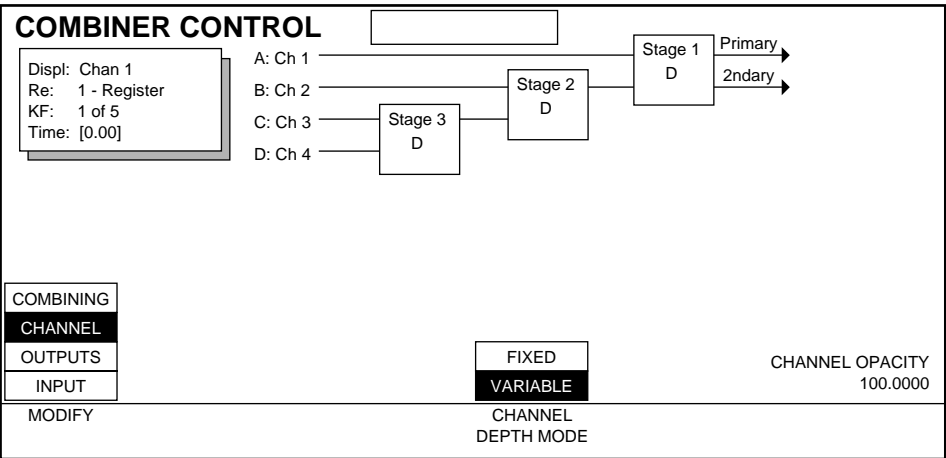 COMBINER CONTROL
Displ: Chan 1
Re: 1 - Register
KF: 1 of 5
Time: [0.00]
A: Ch 1
B: Ch 2
C: Ch 3
D: Ch 4
Stage 3
D
Stage 2
D
Stage 1
D
Primary
2ndary
COMBINING
CHANNEL
OUTPUTS
INPUT
MODIFY
FIXED
VARIABLE
CHANNEL
DEPTH MODE
CHANNEL OPACITY
100.0000